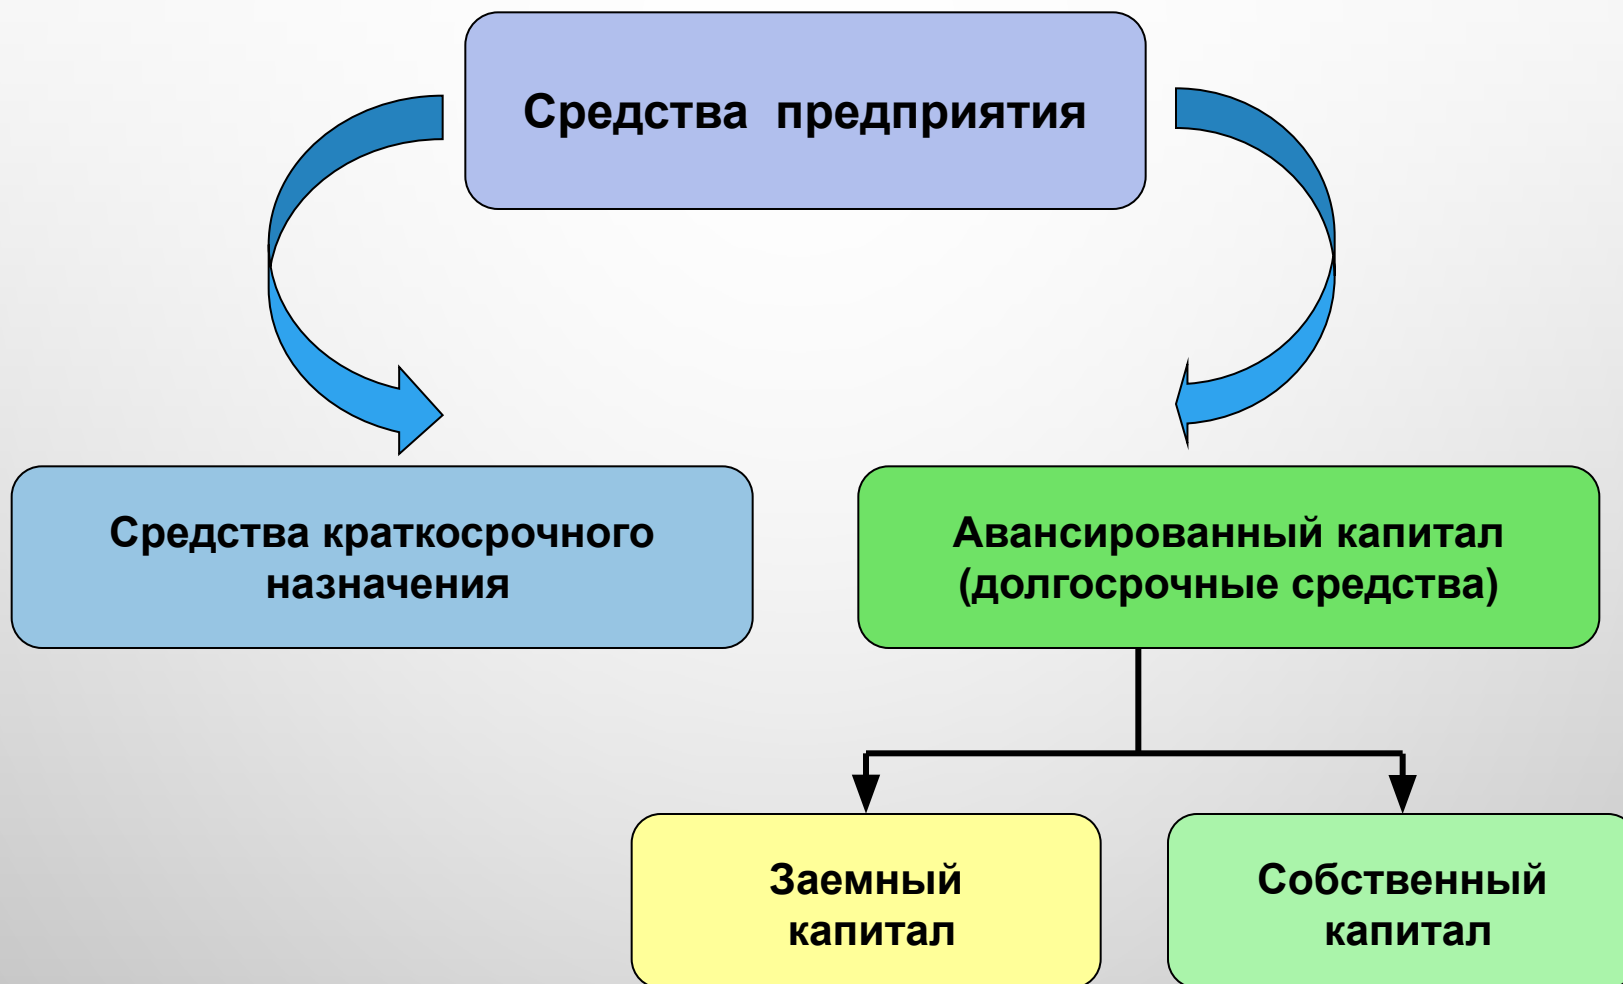 Средства предприятия
Средства краткосрочного
назначения
Авансированный капитал
(долгосрочные средства)
Заемный
капитал
Собственный
капитал